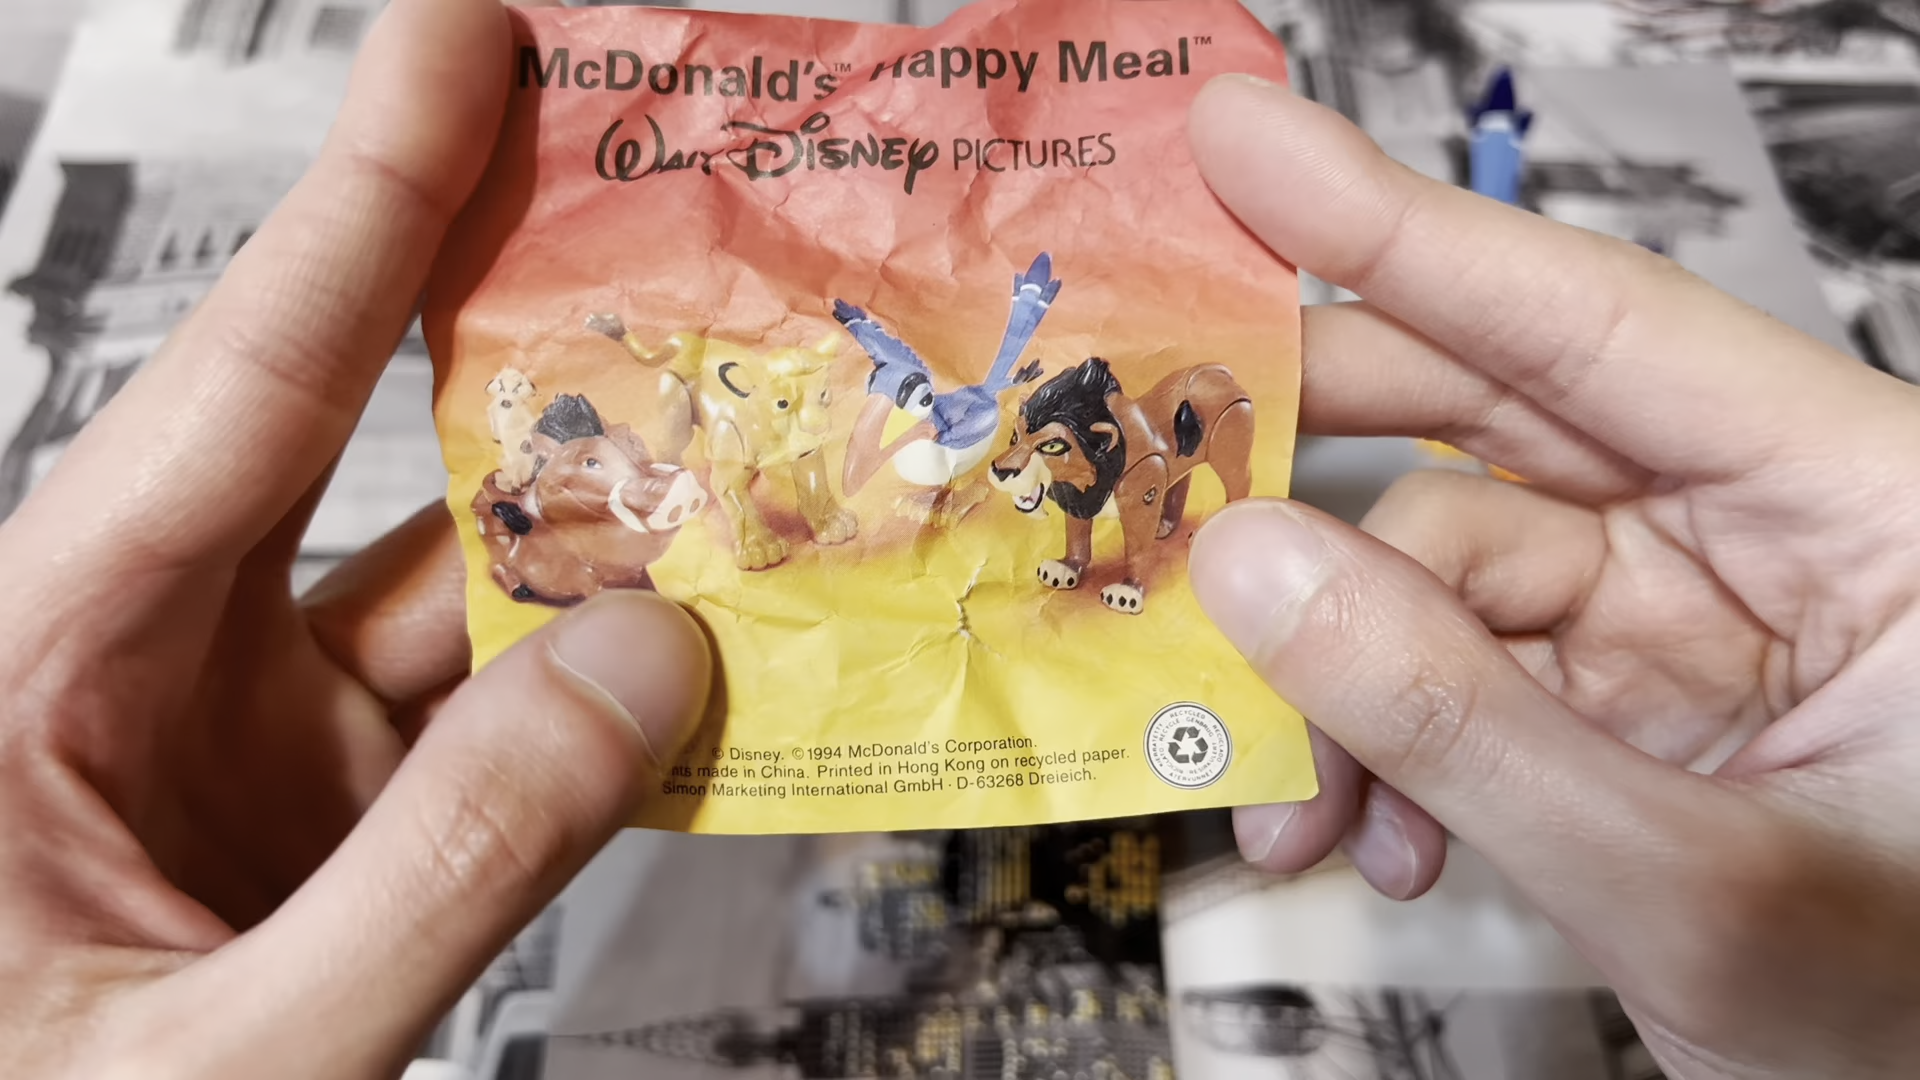 McDonald's™ Happy Meal™
WALT DISNEY PICTURES
© Disney. ©1994 McDonald's Corporation.
made in China. Printed in Hong Kong on recycled paper.
Simon Marketing International GmbH · D-63268 Dreieich.
RECYCLED